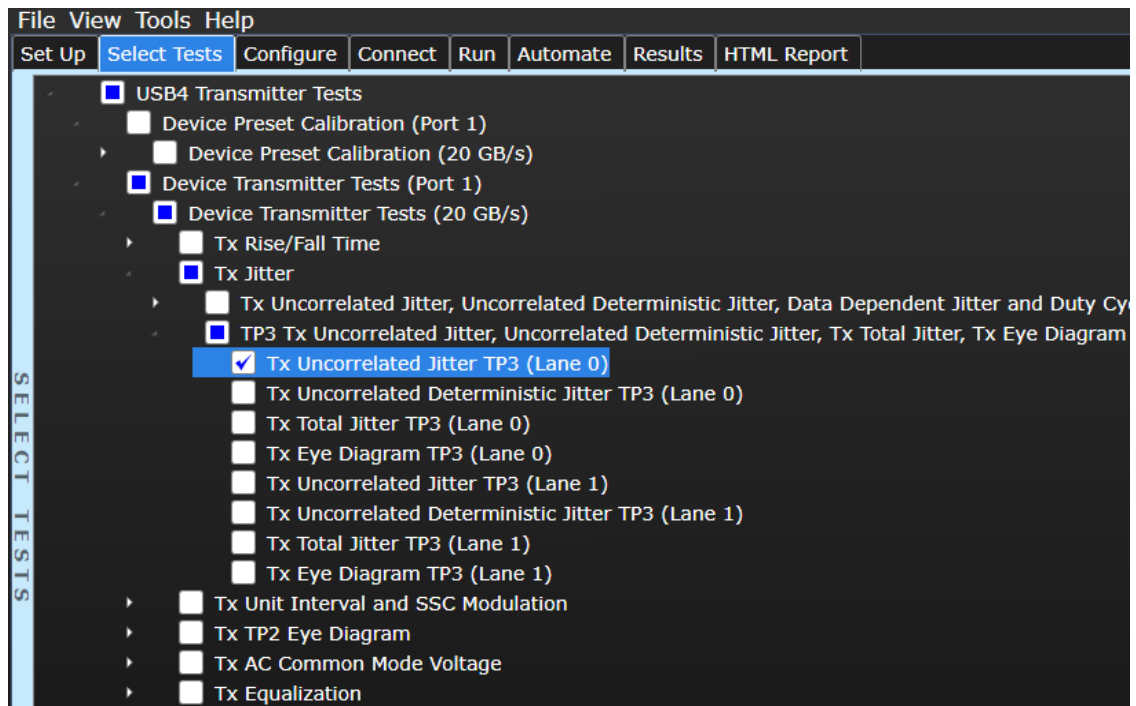 File View Tools Help
Set Up Select Tests Configure Connect Run Automate Results HTML Report
USB4 Transmitter Tests
Device Preset Calibration (Port 1)
Device Preset Calibration (20 GB/s)
Device Transmitter Tests (Port 1)
Device Transmitter Tests (20 GB/s)
Tx Rise/Fall Time
Tx Jitter
Tx Uncorrelated Jitter, Uncorrelated Deterministic Jitter, Data Dependent Jitter and Duty Cy
TP3 Tx Uncorrelated Jitter, Uncorrelated Deterministic Jitter, Tx Total Jitter, Tx Eye Diagram
Tx Uncorrelated Jitter TP3 (Lane 0)
Tx Uncorrelated Deterministic Jitter TP3 (Lane 0)
Tx Total Jitter TP3 (Lane 0)
Tx Eye Diagram TP3 (Lane 0)
Tx Uncorrelated Jitter TP3 (Lane 1)
Tx Uncorrelated Deterministic Jitter TP3 (Lane 1)
Tx Total Jitter TP3 (Lane 1)
Tx Eye Diagram TP3 (Lane 1)
Tx Unit Interval and SSC Modulation
Tx TP2 Eye Diagram
Tx AC Common Mode Voltage
Tx Equalization
SELECT TESTS